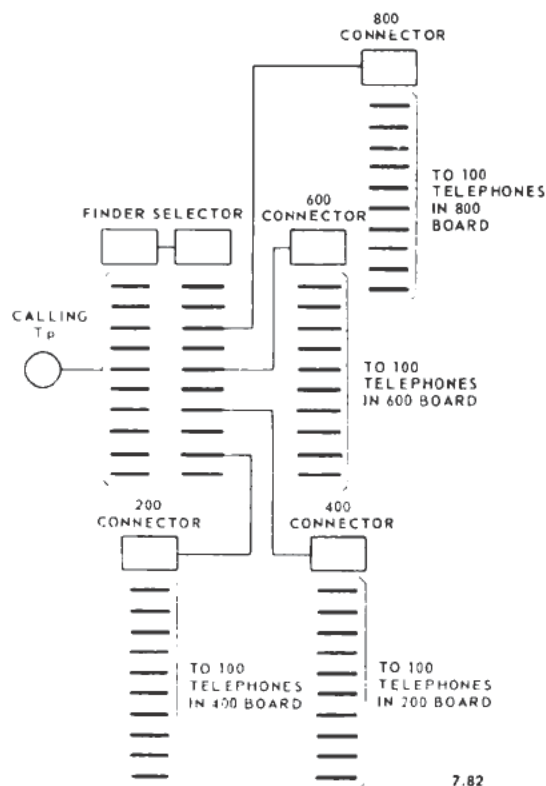 800
CONNECTOR
TO 100
TELEPHONES
IN 800
BOARD
FINDER SELECTOR
600
CONNECTOR
CALLING
Tp
TO 100
TELEPHONES
IN 600 BOARD
200
CONNECTOR
400
CONNECTOR
TO 100
TELEPHONES
IN 400 BOARD
TO 100
TELEPHONES
IN 200 BOARD
7.82